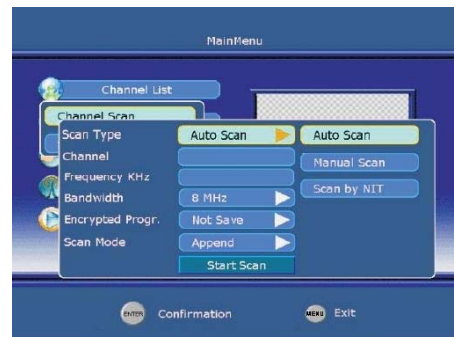 MainMenu
Channel List
Channel Scan
Scan Type Auto Scan Auto Scan
Channel Manual Scan
Frequency KHz Scan by NIT
Bandwidth 8 MHz
Encrypted Progr. Not Save
Scan Mode Append
Start Scan
ENTER Confirmation MENU Exit